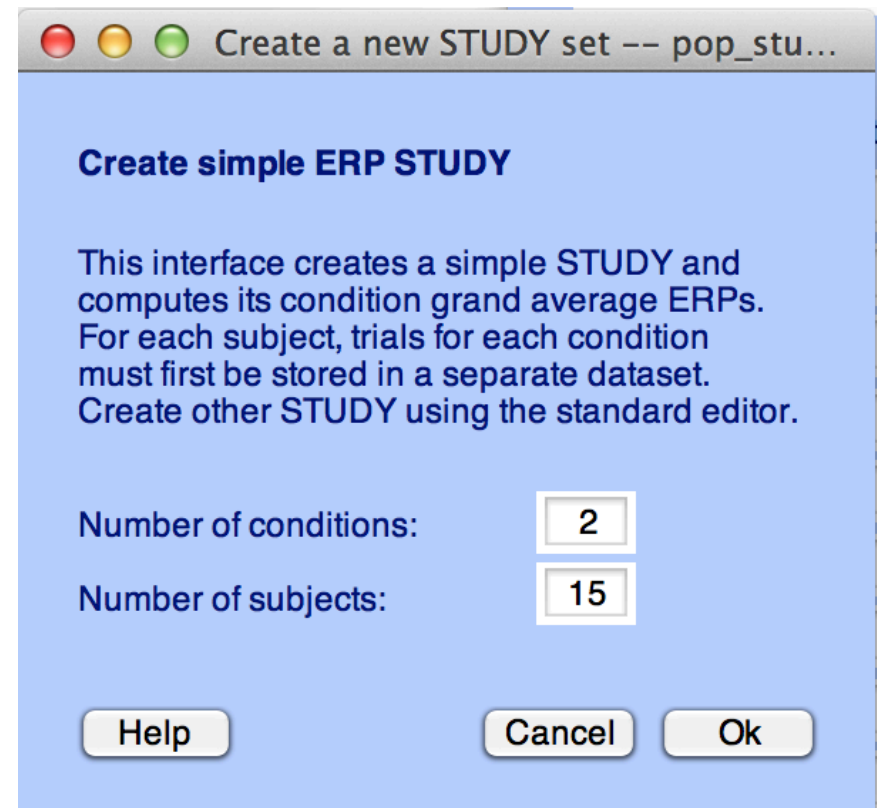 Create a new STUDY set -- pop_stu...
Create simple ERP STUDY
This interface creates a simple STUDY and
computes its condition grand average ERPs.
For each subject, trials for each condition
must first be stored in a separate dataset.
Create other STUDY using the standard editor.
Number of conditions: 2
Number of subjects: 15
Help Cancel Ok